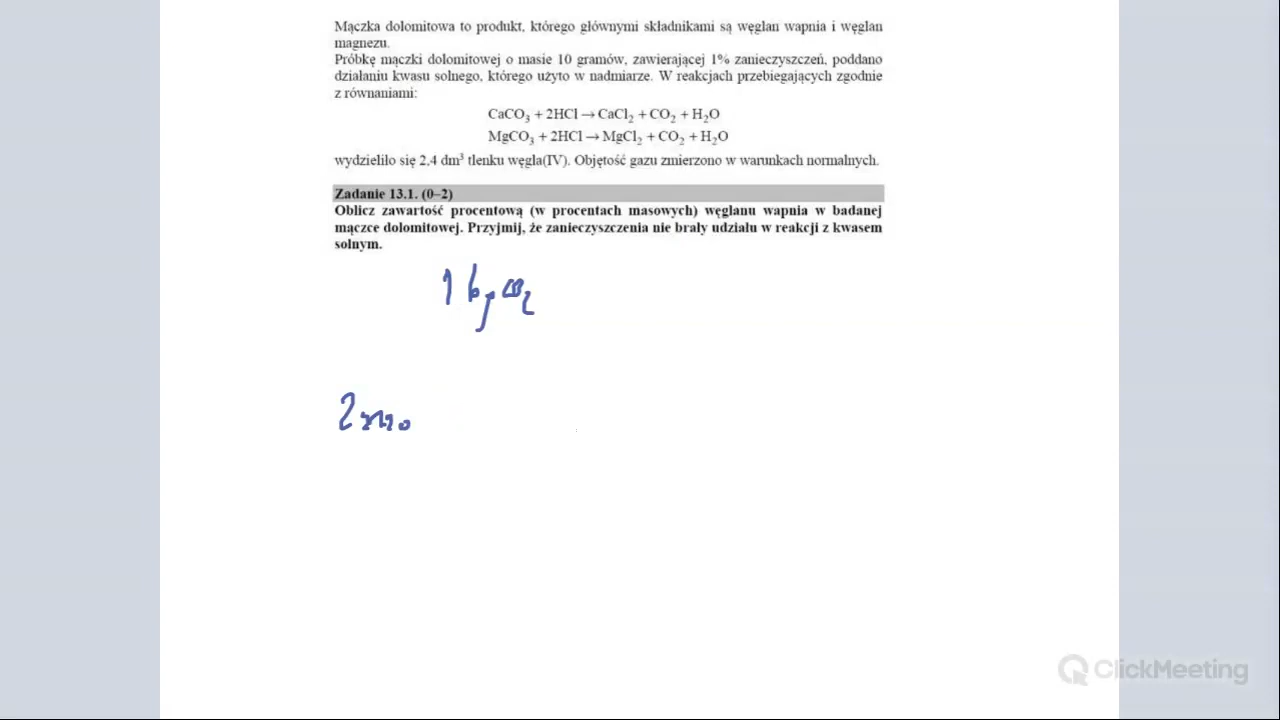 Mączka dolomitowa to produkt, którego głównymi składnikami są węglan wapnia i węglan
magnezu.
Próbkę mączki dolomitowej o masie 10 gramów, zawierającej 1% zanieczyszczeń, poddano
działaniu kwasu solnego, którego użyto w nadmiarze. W reakcjach przebiegających zgodnie
z równaniami:
CaCO₃ + 2HCl → CaCl₂ + CO₂ + H₂O
MgCO₃ + 2HCl → MgCl₂ + CO₂ + H₂O
wydzieliło się 2,4 dm³ tlenku węgla(IV). Objętość gazu zmierzono w warunkach normalnych.
Zadanie 13.1. (0–2)
Oblicz zawartość procentową (w procentach masowych) węglanu wapnia w badanej
mączce dolomitowej. Przyjmij, że zanieczyszczenia nie brały udziału w reakcji z kwasem
solnym.
ClickMeeting